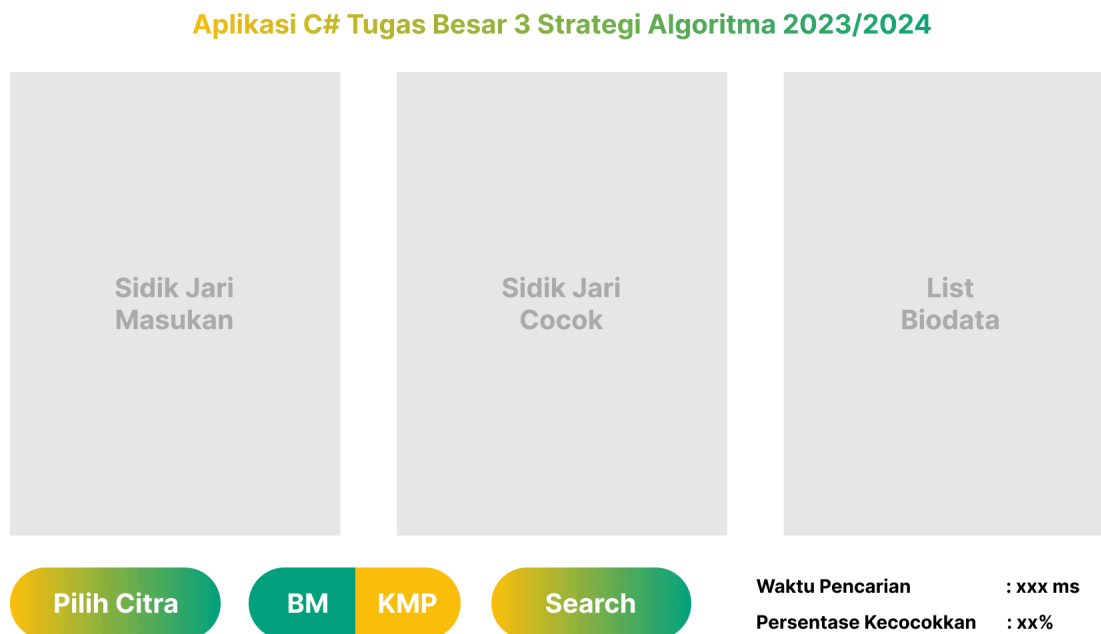 Aplikasi C# Tugas Besar 3 Strategi Algoritma 2023/2024
Sidik Jari
Masukan
Sidik Jari
Cocok
List
Biodata
Pilih Citra
BM
KMP
Search
Waktu Pencarian : xxx ms
Persentase Kecocokkan : xx%